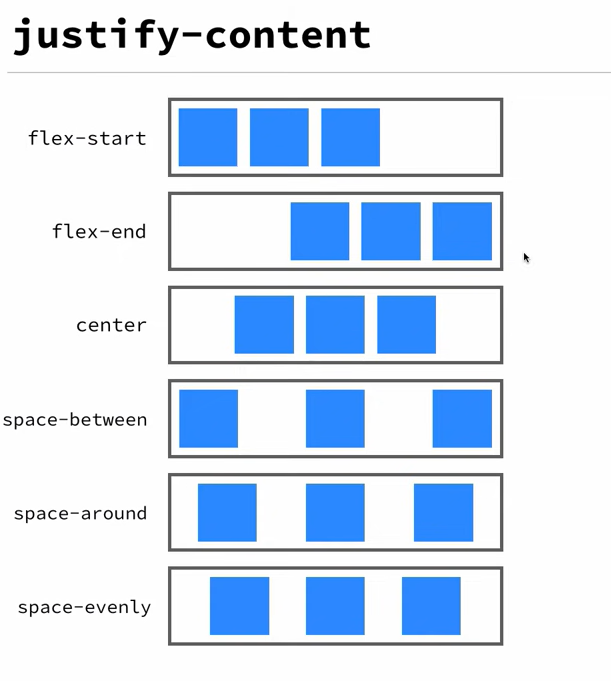 justify-content
flex-start
flex-end
center
space-between
space-around
space-evenly